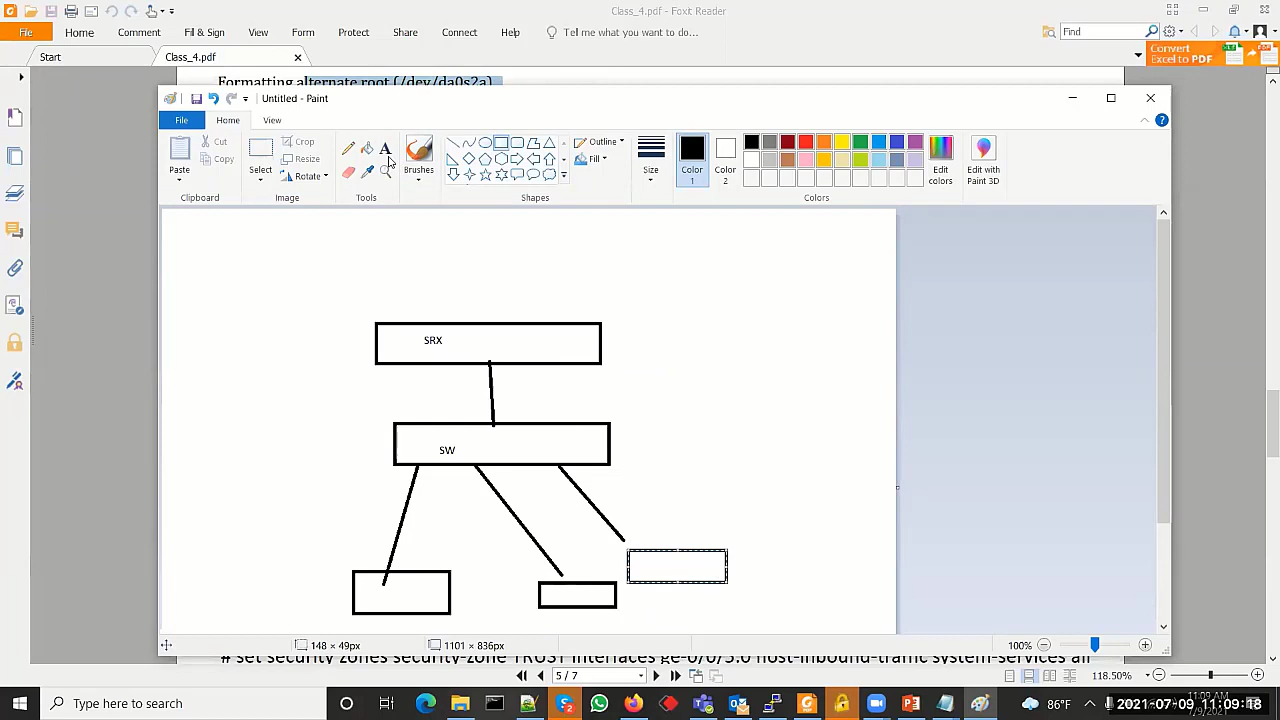 Class_4.pdf - Foxit Reader
File Home Comment Fill & Sign View Form Protect Share Connect Help Tell me what you want to do... Find
Start Class_4.pdf Convert Excel to PDF
Formatting alternate root (/dev/da0s2a)
Untitled - Paint
File Home View
Cut
Copy
Paste
Clipboard
Crop
Resize
Rotate
Select
Image
Tools
Brushes
Outline
Fill
Shapes
Size
Color 1
Color 2
Edit colors
Edit with Paint 3D
Colors
SRX
SW
148 × 49px 1101 × 836px 100%
# set security zones security-zone TRUST interfaces ge-0/0/3.0 host-inbound-traffic system-services all
5 / 7 118.50%
Type here to search 86°F 11:09 AM
2021-07-09 11:09:18